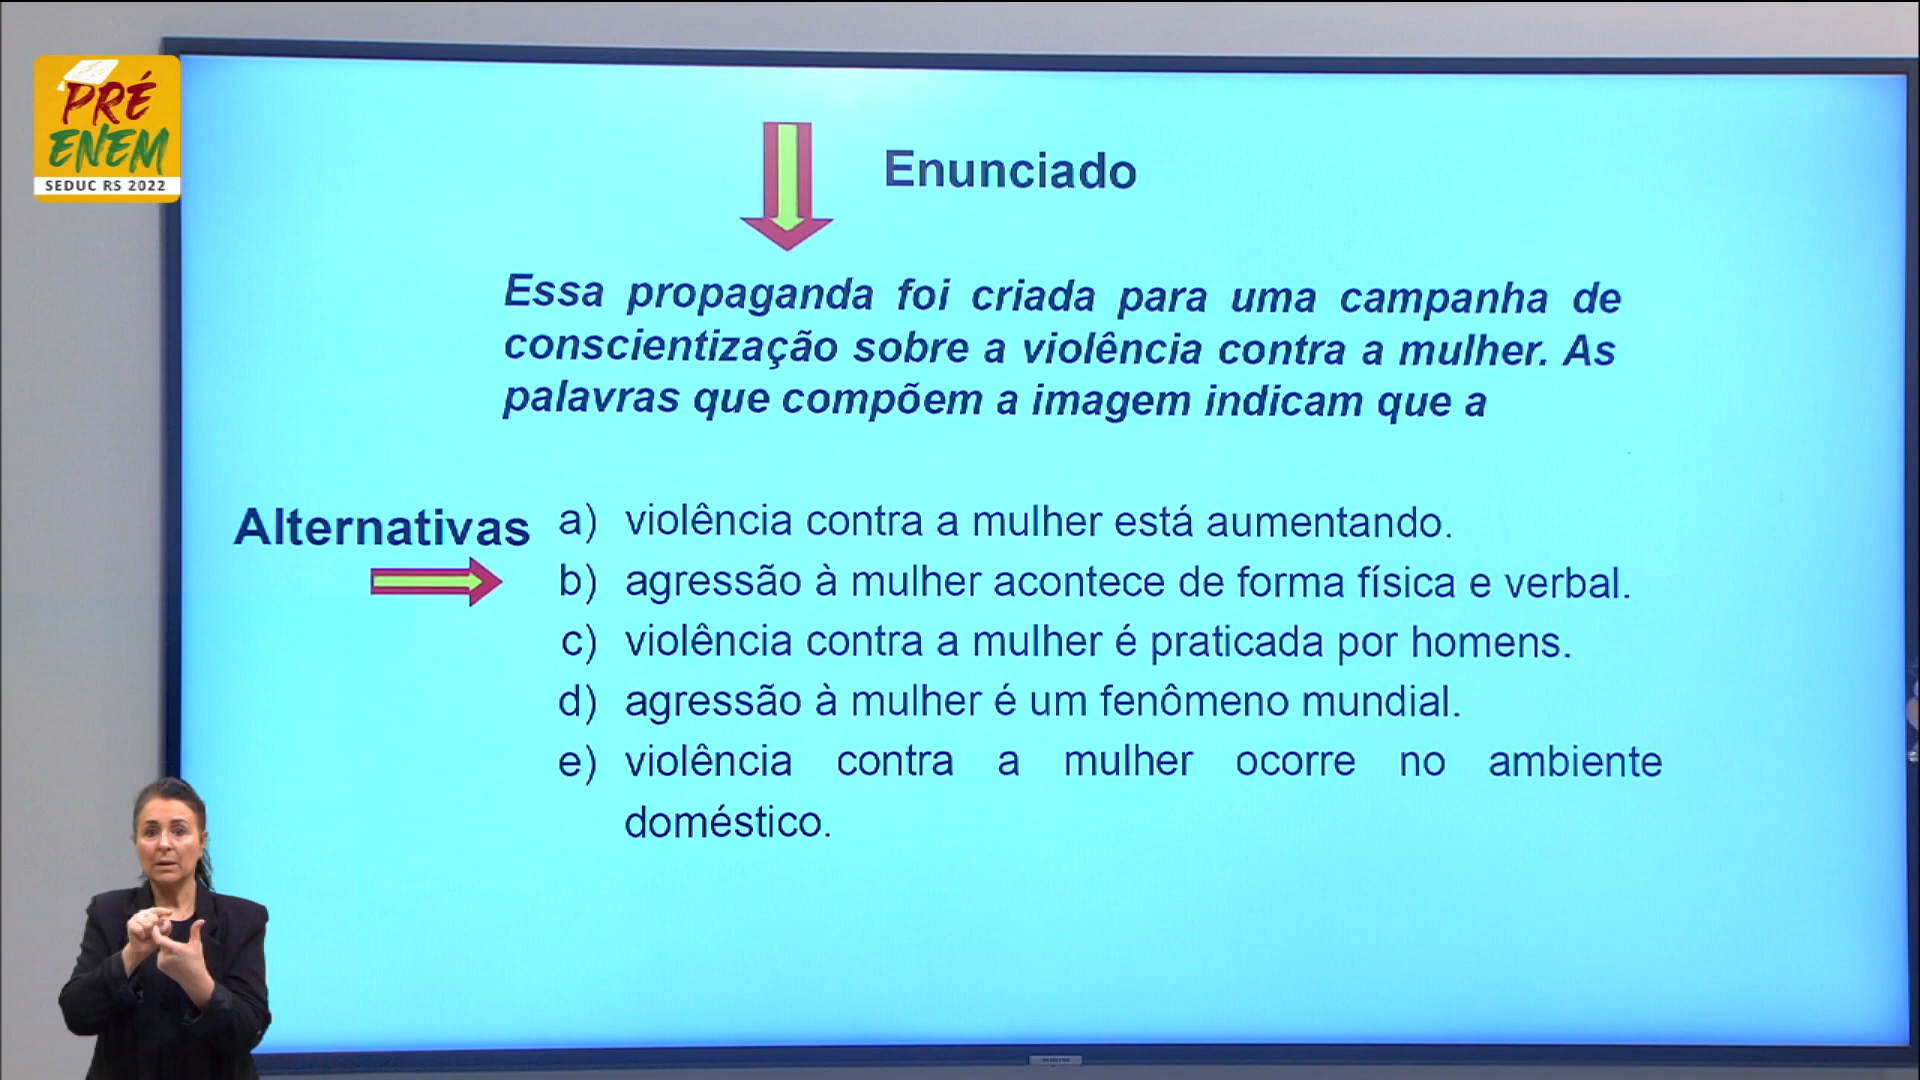 PRÉ
ENEM
SEDUC RS 2022
Enunciado
Essa propaganda foi criada para uma campanha de
conscientização sobre a violência contra a mulher. As
palavras que compõem a imagem indicam que a
Alternativas
a) violência contra a mulher está aumentando.
b) agressão à mulher acontece de forma física e verbal.
c) violência contra a mulher é praticada por homens.
d) agressão à mulher é um fenômeno mundial.
e) violência contra a mulher ocorre no ambiente
doméstico.
SAMSUNG